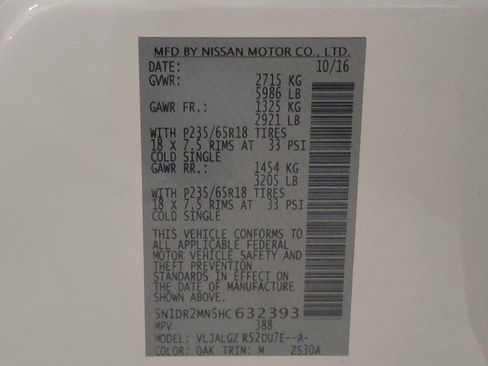 MFD BY NISSAN MOTOR CO., LTD.
DATE: 10/16
GVWR: 2715 KG
5986 LB
GAWR FR.: 1325 KG
2921 LB
WITH P235/65R18 TIRES
18 X 7.5 RIMS AT 33 PSI
COLD SINGLE
GAWR RR.: 1454 KG
3205 LB
WITH P235/65R18 TIRES
18 X 7.5 RIMS AT 33 PSI
COLD SINGLE
THIS VEHICLE CONFORMS TO
ALL APPLICABLE FEDERAL
MOTOR VEHICLE SAFETY AND
THEFT PREVENTION
STANDARDS IN EFFECT ON
THE DATE OF MANUFACTURE
SHOWN ABOVE.
5N1DR2MN5HC 632393
MPV 388
MODEL: VLJALGZ R52DU7E--A-
COLOR: QAK TRIM: M ZS30A